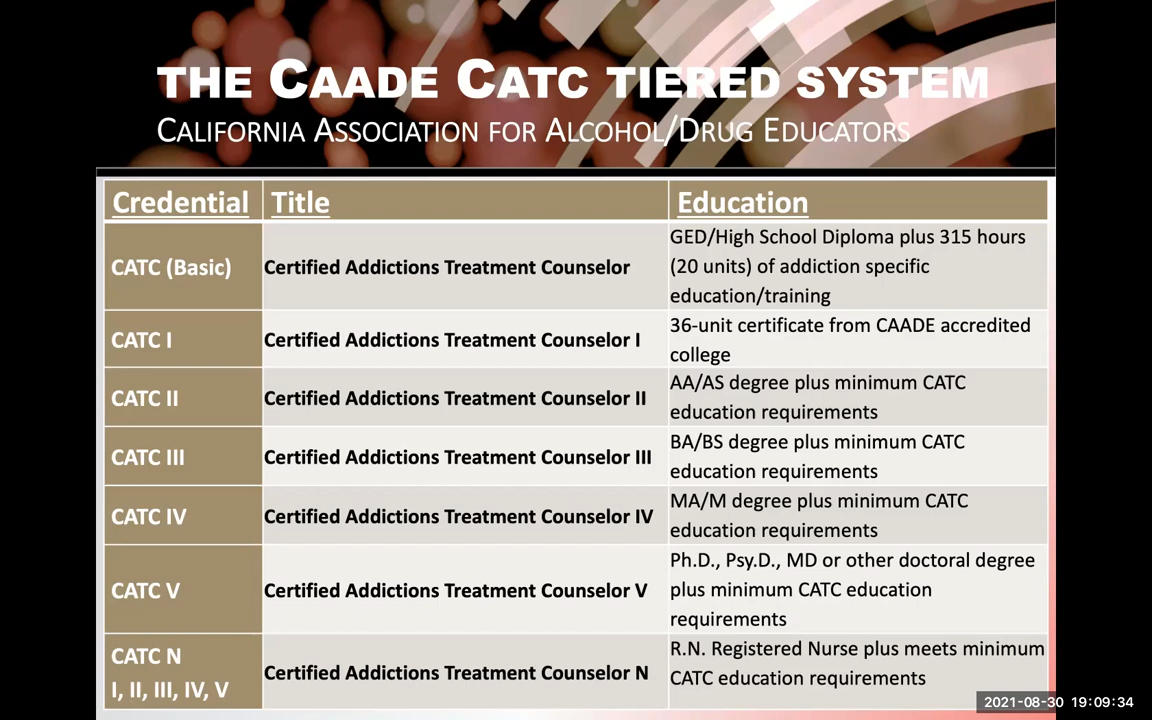 THE CAADE CATC TIERED SYSTEM
CALIFORNIA ASSOCIATION FOR ALCOHOL/DRUG EDUCATORS
Credential Title Education
CATC (Basic) Certified Addictions Treatment Counselor
GED/High School Diploma plus 315 hours
(20 units) of addiction specific
education/training
CATC I Certified Addictions Treatment Counselor I
36-unit certificate from CAADE accredited
college
CATC II Certified Addictions Treatment Counselor II
AA/AS degree plus minimum CATC
education requirements
CATC III Certified Addictions Treatment Counselor III
BA/BS degree plus minimum CATC
education requirements
CATC IV Certified Addictions Treatment Counselor IV
MA/M degree plus minimum CATC
education requirements
CATC V Certified Addictions Treatment Counselor V
Ph.D., Psy.D., MD or other doctoral degree
plus minimum CATC education
requirements
CATC N
I, II, III, IV, V
Certified Addictions Treatment Counselor N
R.N. Registered Nurse plus meets minimum
CATC education requirements
2021-08-30 19:09:34